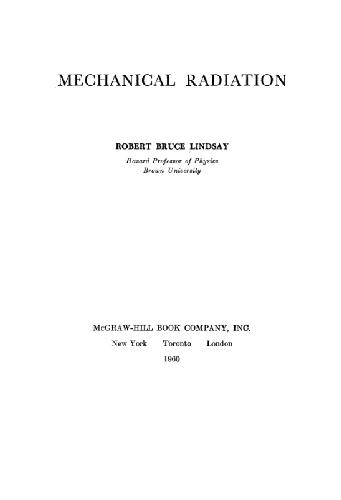 MECHANICAL RADIATION
ROBERT BRUCE LINDSAY
Hazard Professor of Physics
Brown University
McGRAW-HILL BOOK COMPANY, INC.
New York Toronto London
1960